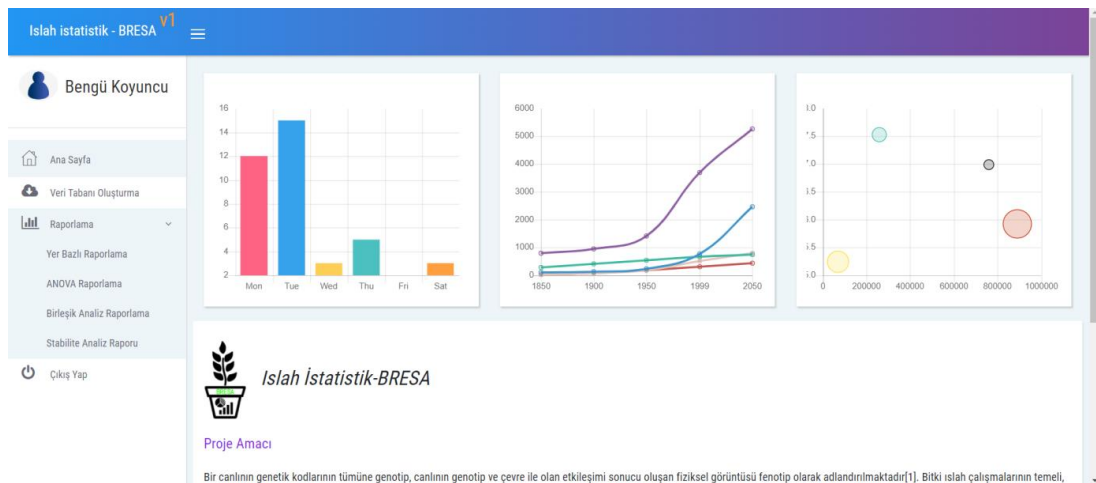 Islah istatistik - BRESA v1
Bengü Koyuncu
Ana Sayfa
Veri Tabanı Oluşturma
Raporlama
Yer Bazlı Raporlama
ANOVA Raporlama
Birleşik Analiz Raporlama
Stabilite Analiz Raporu
Çıkış Yap
16
14
12
10
8
6
4
2
Mon Tue Wed Thu Fri Sat
6000
5000
4000
3000
2000
1000
0
1850 1900 1950 1999 2050
0 200000 400000 600000 800000 1000000
BRESA
Islah İstatistik-BRESA
Proje Amacı
Bir canlının genetik kodlarının tümüne genotip, canlının genotip ve çevre ile olan etkileşimi sonucu oluşan fiziksel görüntüsü fenotip olarak adlandırılmaktadır[1]. Bitki ıslah çalışmalarının temeli,